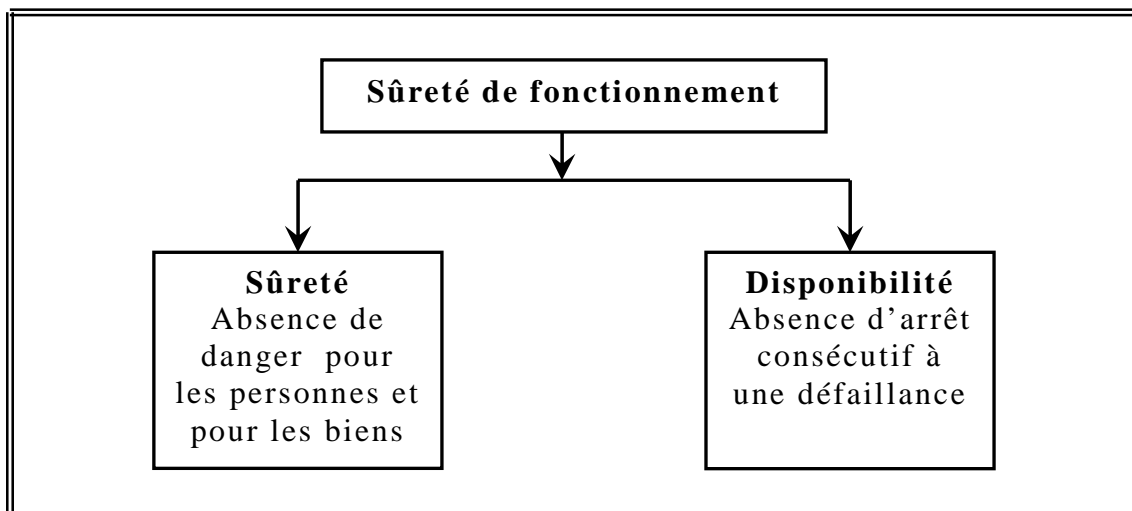 Sûreté de fonctionnement
Sûreté
Absence de
danger pour
les personnes et
pour les biens
Disponibilité
Absence d’arrêt
consécutif à
une défaillance